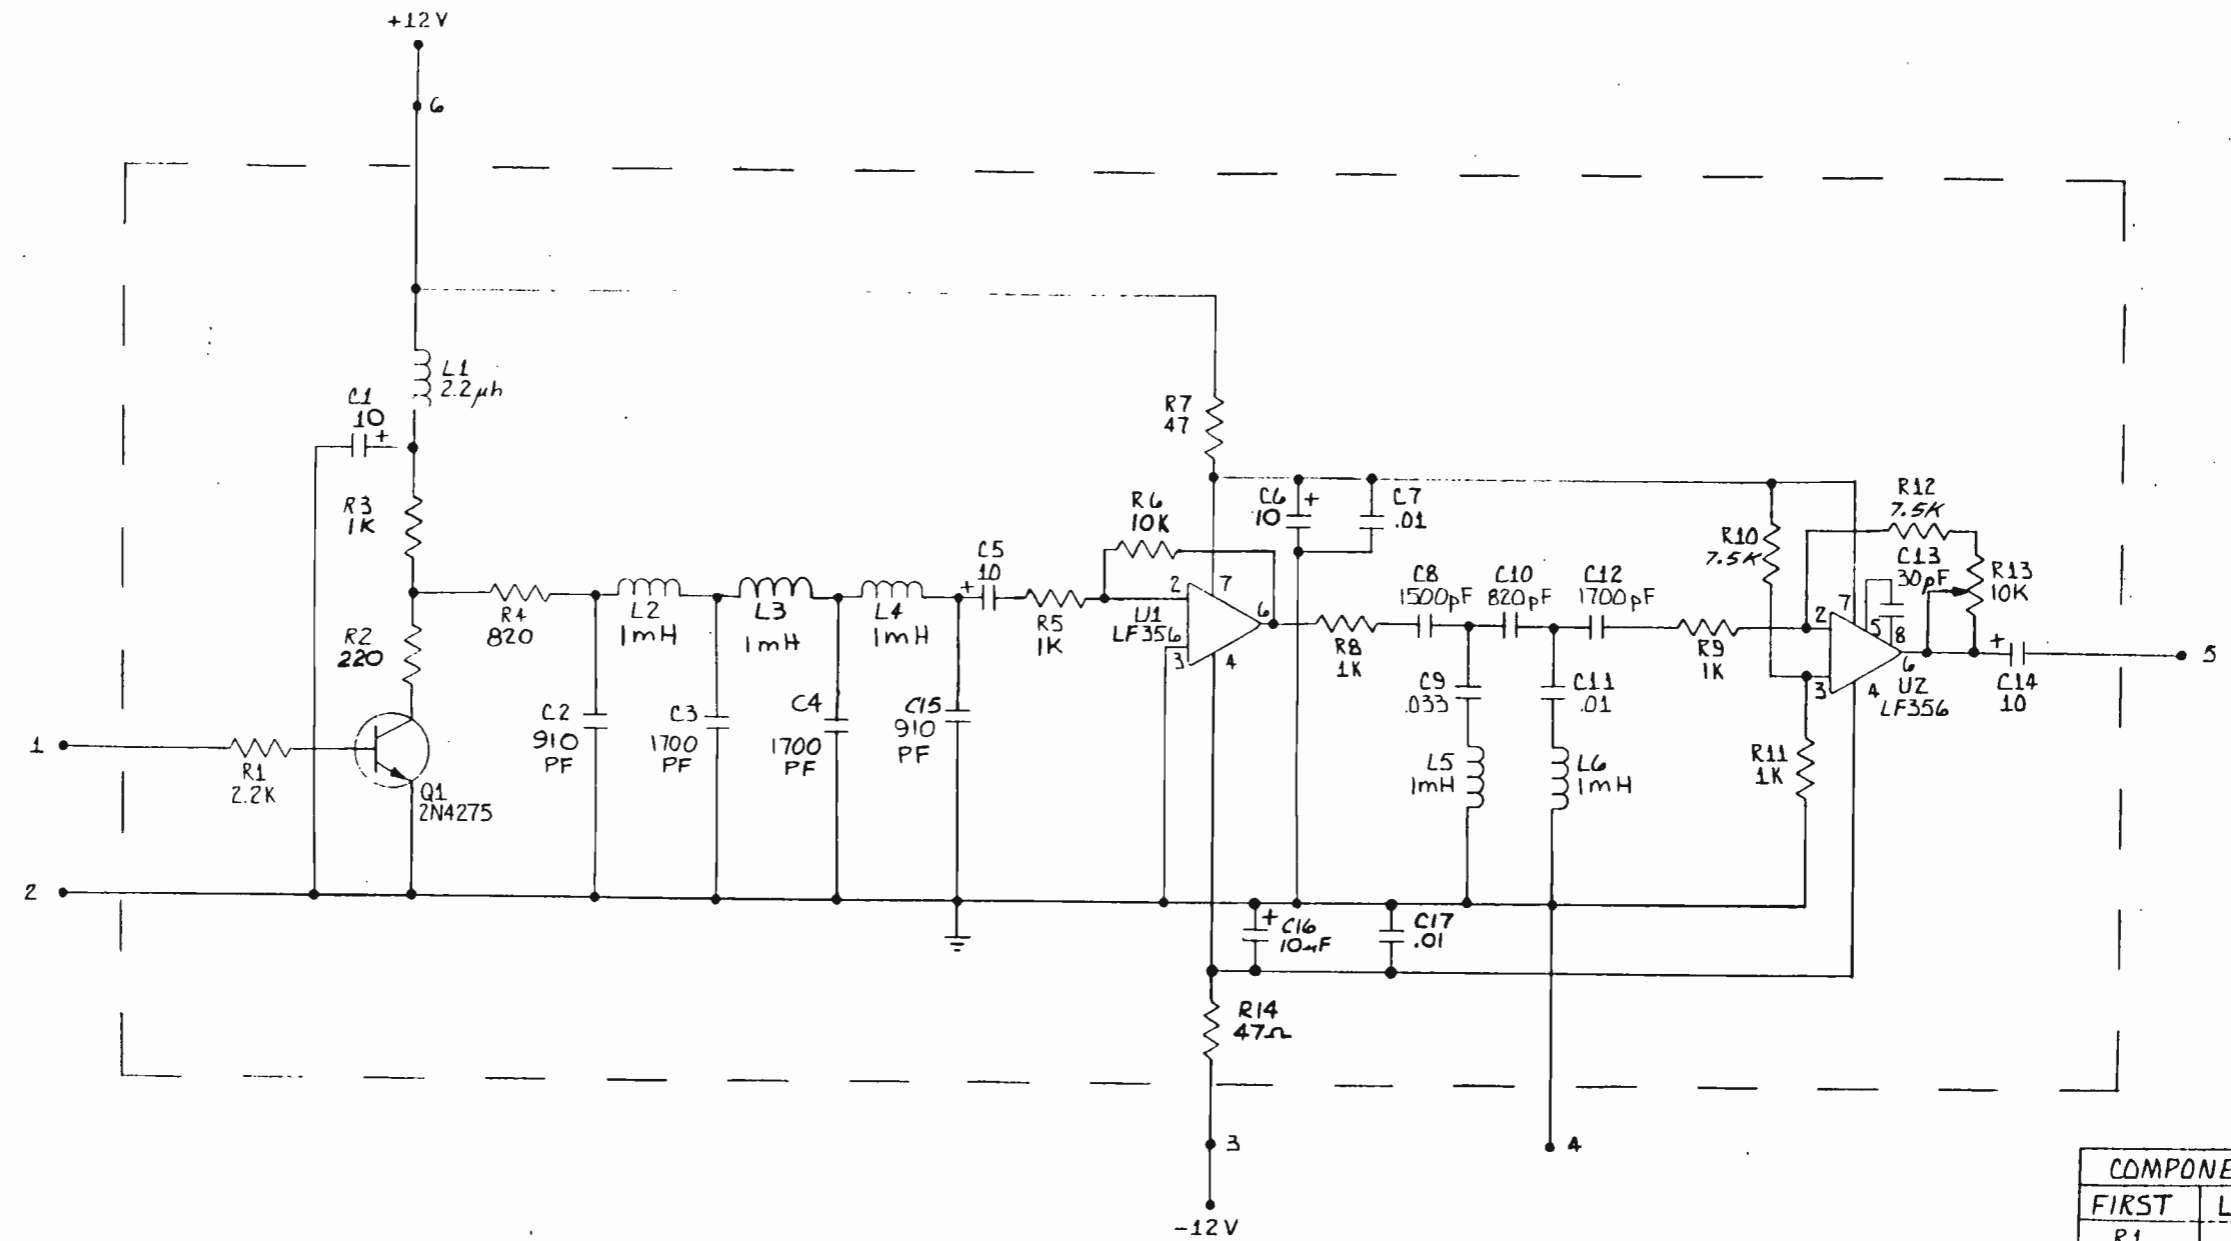 +12V
6
L1
2.2µh
C1
10
+
R3
1K
R2
220
R4
820
L2
1mH
L3
1mH
L4
1mH
C2
910
PF
C3
1700
PF
C4
1700
PF
C15
910
PF
1
R1
2.2K
Q1
2N4275
2
C5
+
10
R5
1K
R6
10K
R7
47
2
7
U1
LF356
3
4
6
C6
+
10
C7
.01
R8
1K
C8
1500pF
C10
820pF
C12
1700pF
C9
.033
C11
.01
L5
1mH
L6
1mH
R9
1K
R10
7.5K
R11
1K
R12
7.5K
C13
30pF
R13
10K
2
7
5
8
6
3
4
U2
LF356
+
C14
10
5
+
C16
10µF
C17
.01
R14
47Ω
3
4
-12V
COMPONE
FIRST
L
R1